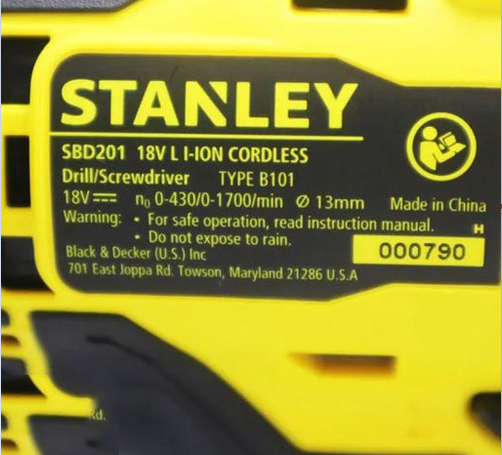 STANLEY
SBD201 18V L I-ION CORDLESS
Drill/Screwdriver TYPE B101
18V⎓ n₀ 0-430/0-1700/min Ø 13mm Made in China
Warning: • For safe operation, read instruction manual. H
• Do not expose to rain.
000790
Black & Decker (U.S.) Inc
701 East Joppa Rd. Towson, Maryland 21286 U.S.A
Rd.